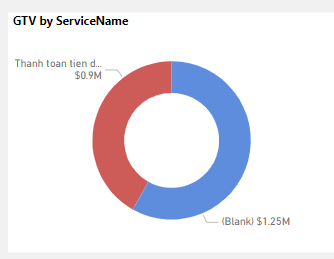 GTV by ServiceName
Thanh toan tien d...
$0.9M
(Blank) $1.25M